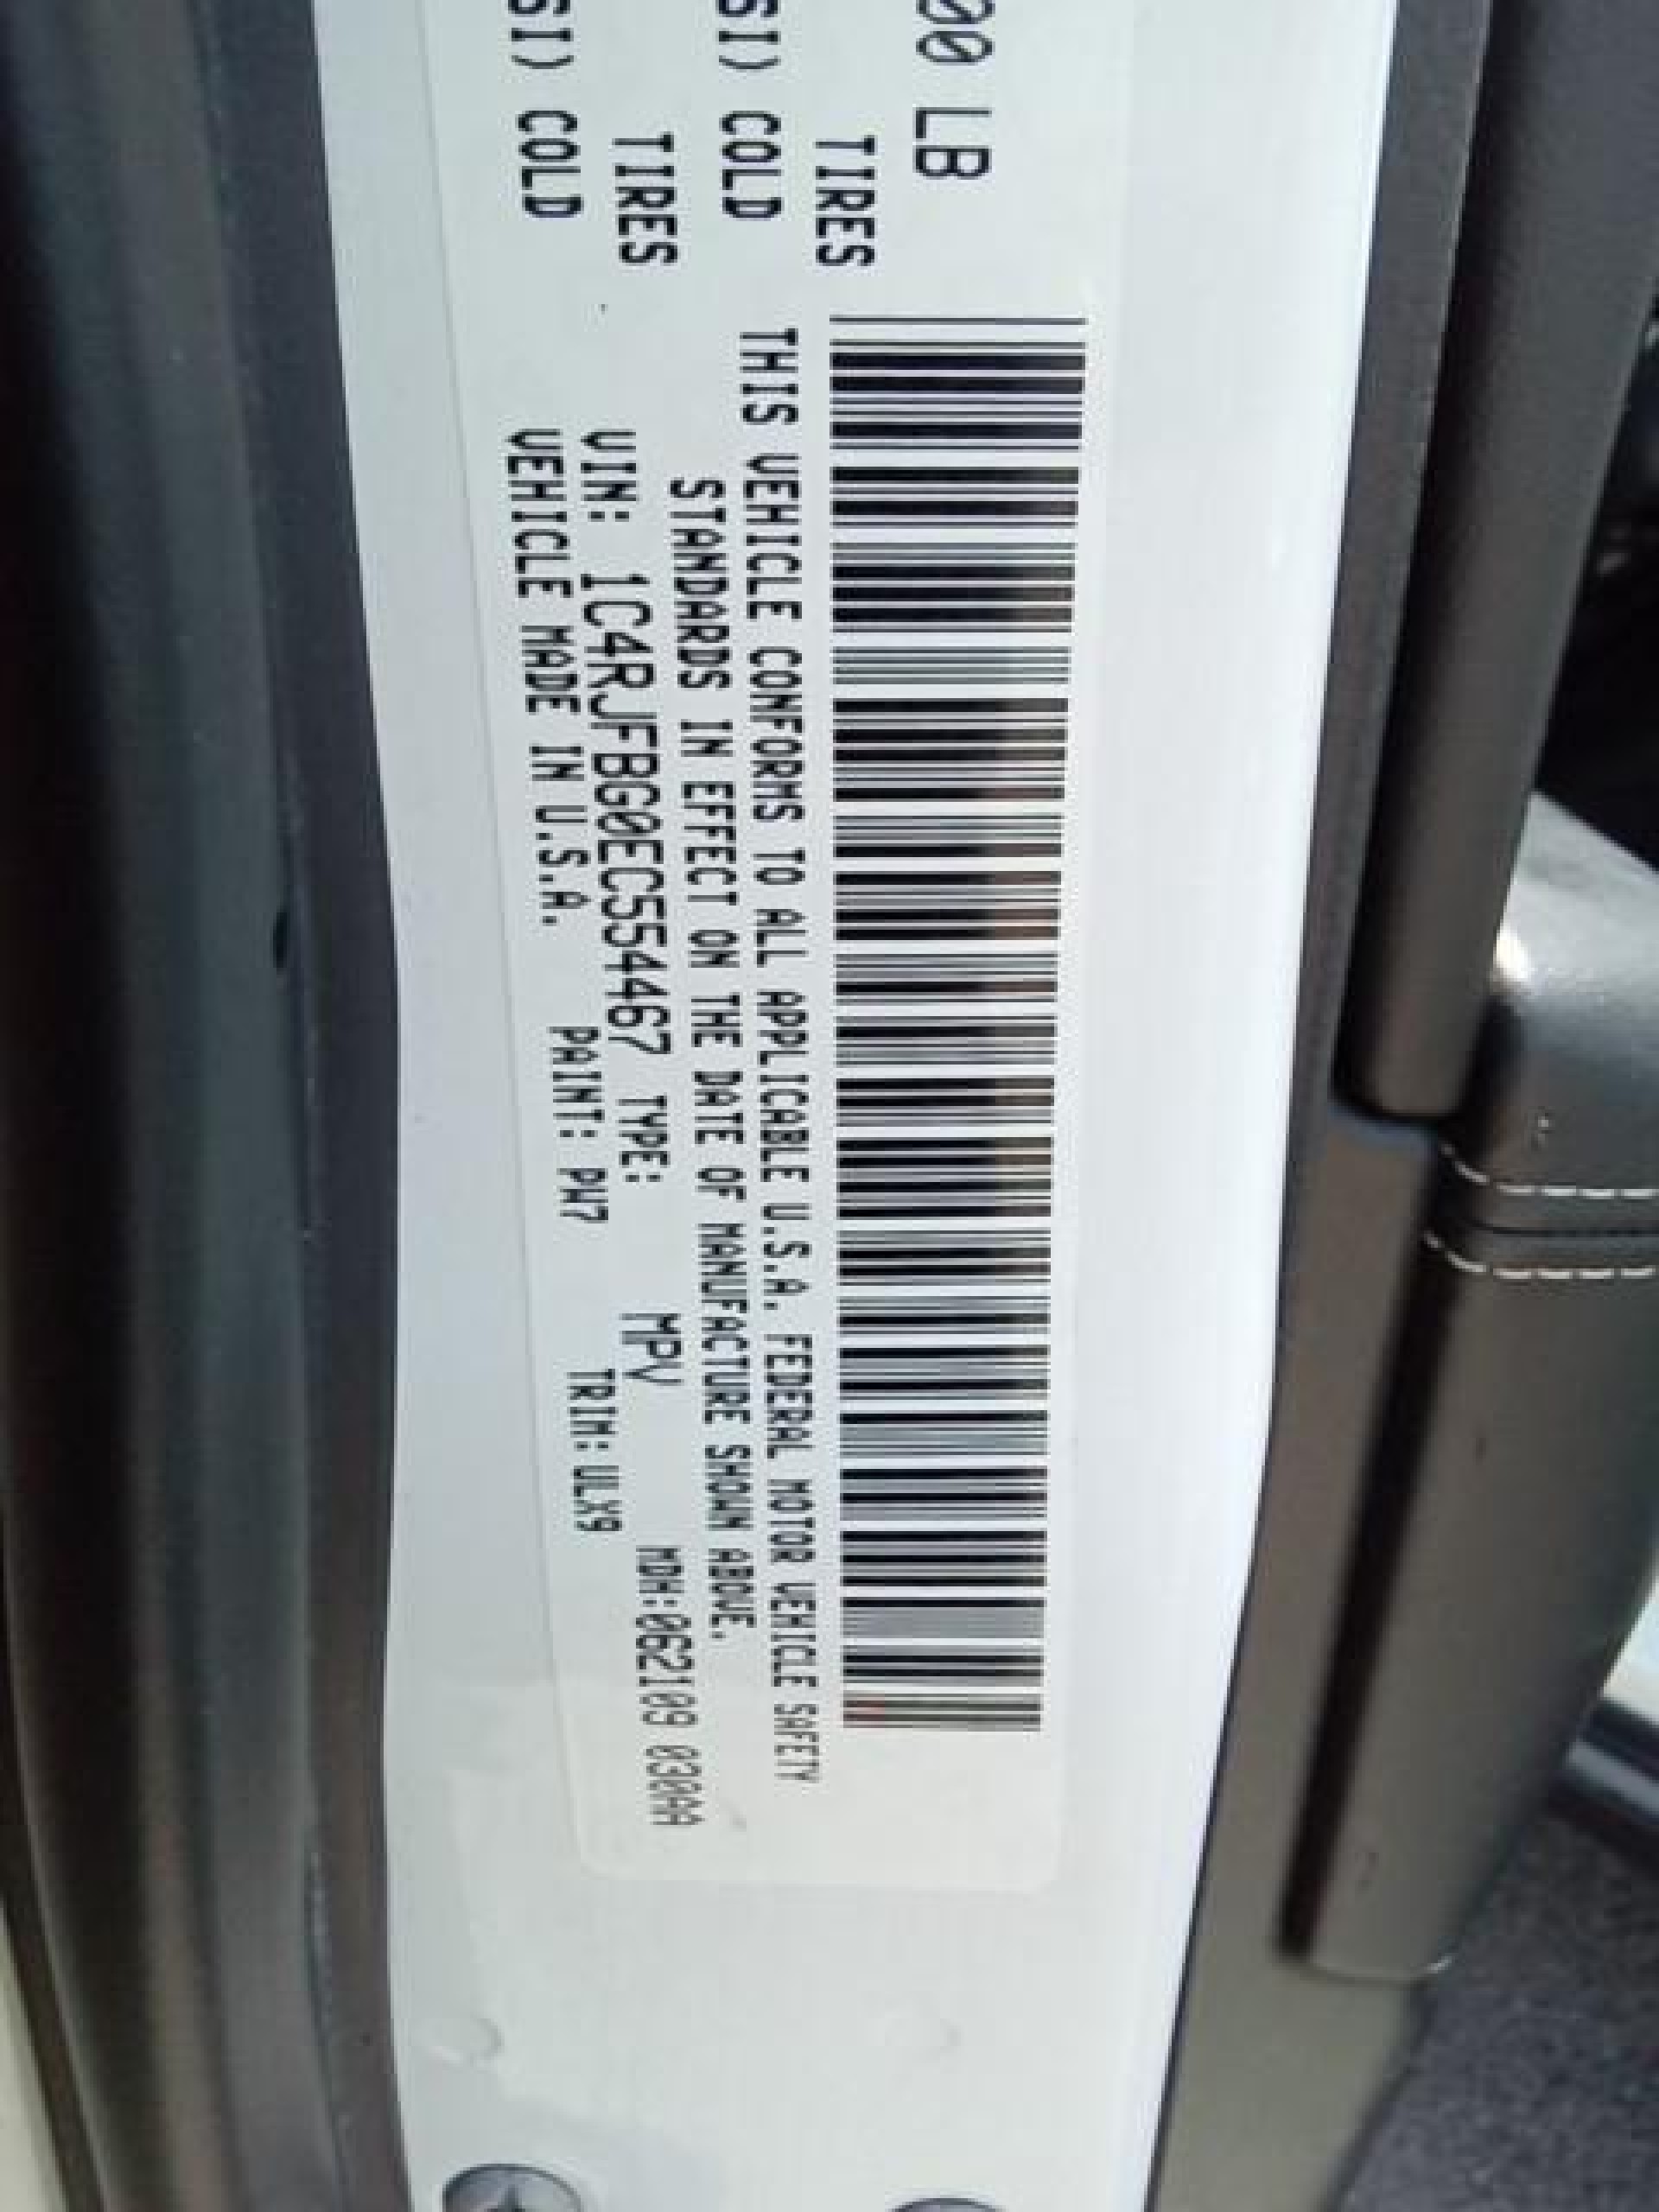 00 LB
TIRES
SI) COLD
TIRES
SI) COLD
THIS VEHICLE CONFORMS TO ALL APPLICABLE U.S.A. FEDERAL MOTOR VEHICLE SAFETY
STANDARDS IN EFFECT ON THE DATE OF MANUFACTURE SHOWN ABOVE.
VIN: 1C4RJFBG0EC554467 TYPE: MPV MDH:062109 030AA
VEHICLE MADE IN U.S.A. PAINT: PW7 TRIM: ULX9